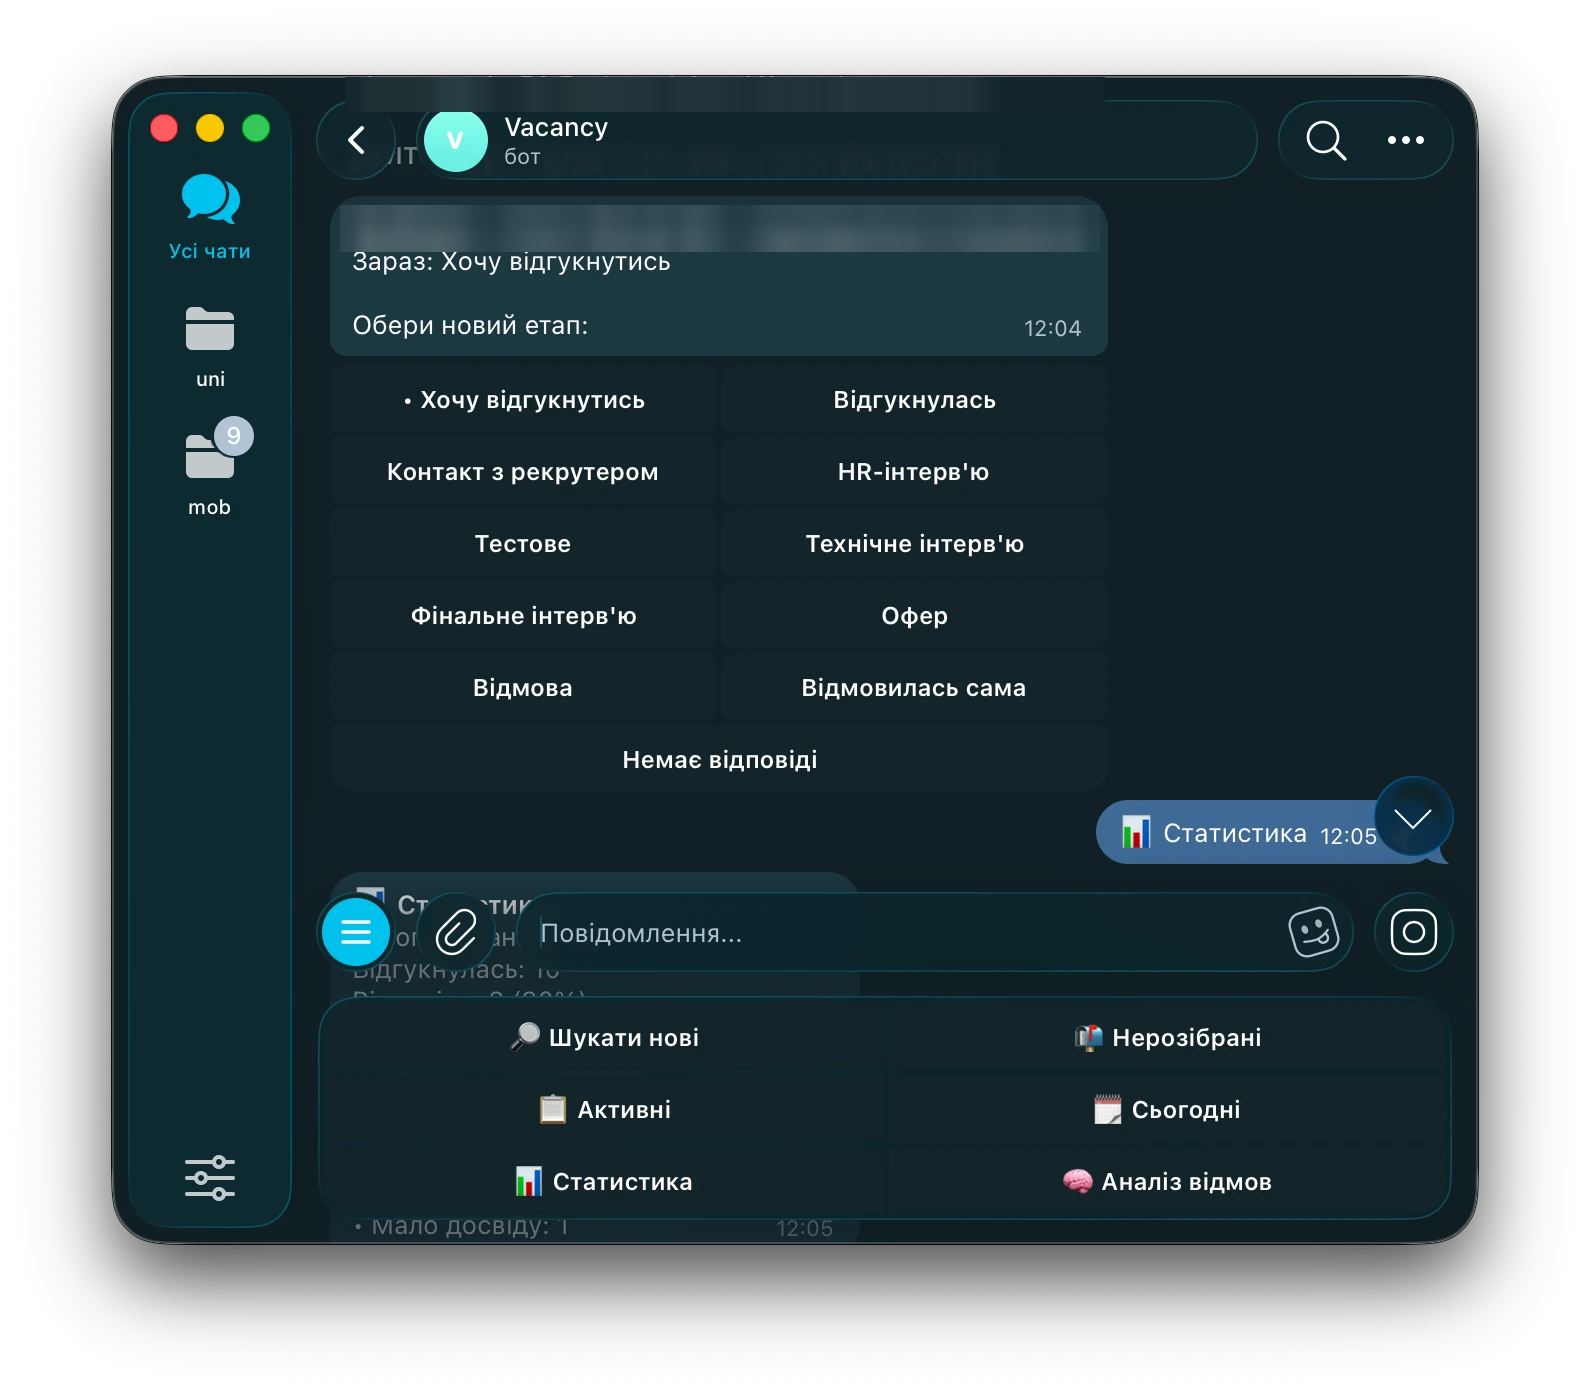 Vacancy
бот
Усі чати
uni
9
mob
Зараз: Хочу відгукнутись
Обери новий етап:
12:04
• Хочу відгукнутись
Відгукнулась
Контакт з рекрутером
HR-інтерв'ю
Тестове
Технічне інтерв'ю
Фінальне інтерв'ю
Офер
Відмова
Відмовилась сама
Немає відповіді
📊 Статистика 12:05
Повідомлення...
Відгукнулась: 10
🔎 Шукати нові
📬 Нерозібрані
📋 Активні
🗓 Сьогодні
📊 Статистика
🧠 Аналіз відмов
• Мало досвіду: 1
12:05